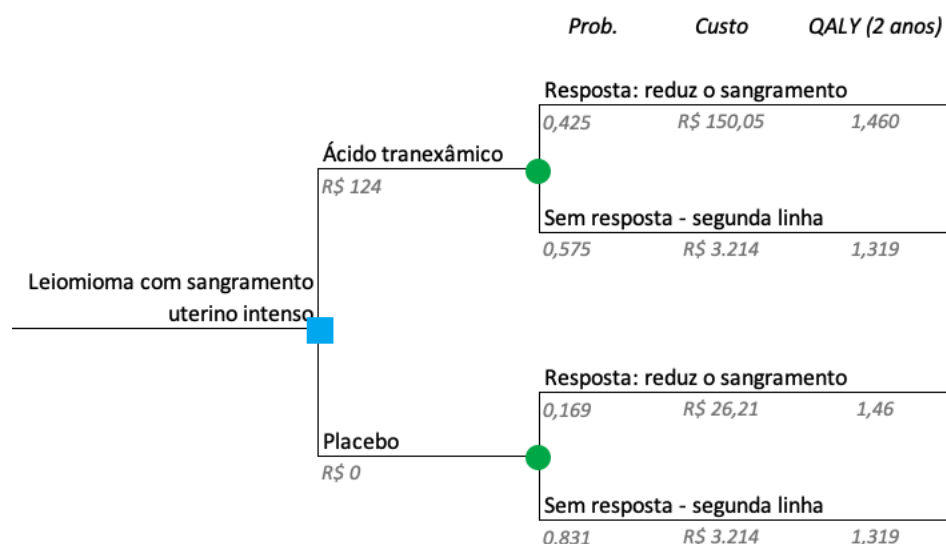 Prob. Custo QALY (2 anos)
Resposta: reduz o sangramento
0,425 R$ 150,05 1,460
Ácido tranexâmico
R$ 124
Sem resposta - segunda linha
0,575 R$ 3.214 1,319
Leiomioma com sangramento
uterino intenso
Resposta: reduz o sangramento
0,169 R$ 26,21 1,46
Placebo
R$ 0
Sem resposta - segunda linha
0,831 R$ 3.214 1,319